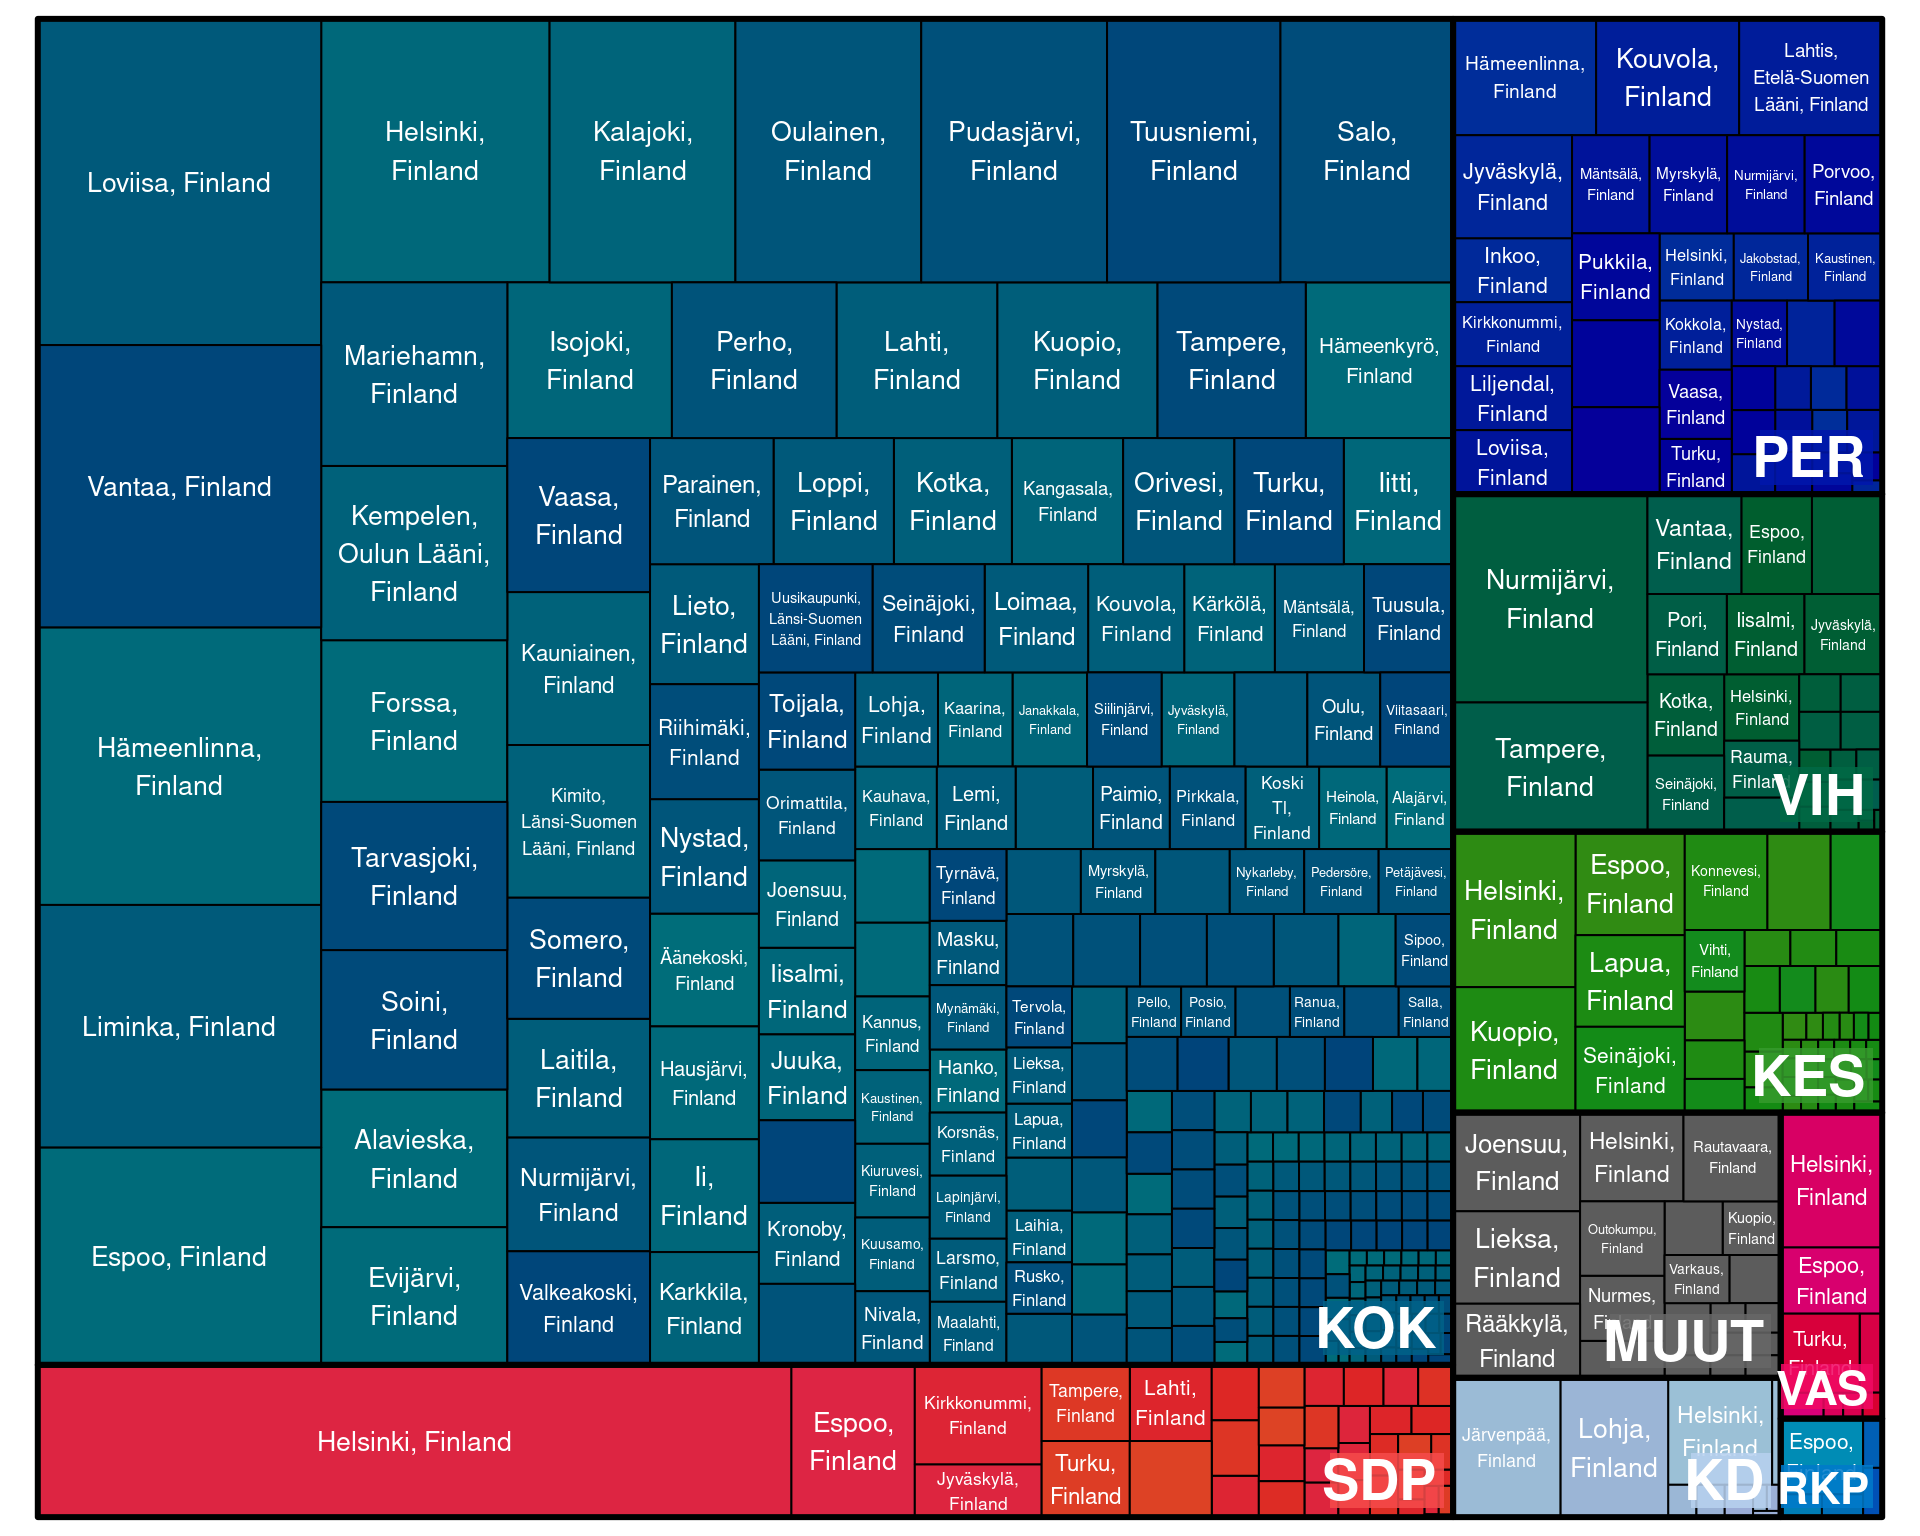 Loviisa, Finland
Vantaa, Finland
Hämeenlinna,
Finland
Liminka, Finland
Espoo, Finland
Helsinki,
Finland
Kalajoki,
Finland
Oulainen,
Finland
Pudasjärvi,
Finland
Tuusniemi,
Finland
Salo,
Finland
Mariehamn,
Finland
Kempelen,
Oulun Lääni,
Finland
Forssa,
Finland
Tarvasjoki,
Finland
Soini,
Finland
Alavieska,
Finland
Evijärvi,
Finland
Isojoki,
Finland
Perho,
Finland
Lahti,
Finland
Kuopio,
Finland
Tampere,
Finland
Hämeenkyrö,
Finland
Vaasa,
Finland
Kauniainen,
Finland
Kimito,
Länsi-Suomen
Lääni, Finland
Somero,
Finland
Laitila,
Finland
Nurmijärvi,
Finland
Valkeakoski,
Finland
Parainen,
Finland
Loppi,
Finland
Kotka,
Finland
Kangasala,
Finland
Orivesi,
Finland
Turku,
Finland
Iitti,
Finland
Lieto,
Finland
Riihimäki,
Finland
Nystad,
Finland
Äänekoski,
Finland
Hausjärvi,
Finland
Ii,
Finland
Karkkila,
Finland
Uusikaupunki,
Länsi-Suomen
Lääni, Finland
Seinäjoki,
Finland
Loimaa,
Finland
Kouvola,
Finland
Kärkölä,
Finland
Mäntsälä,
Finland
Tuusula,
Finland
Toijala,
Finland
Orimattila,
Finland
Joensuu,
Finland
Iisalmi,
Finland
Juuka,
Finland
Kronoby,
Finland
Lohja,
Finland
Kaarina,
Finland
Janakkala,
Finland
Siilinjärvi,
Finland
Jyväskylä,
Finland
Oulu,
Finland
Viitasaari,
Finland
Kauhava,
Finland
Lemi,
Finland
Paimio,
Finland
Pirkkala,
Finland
Koski
Tl,
Finland
Heinola,
Finland
Alajärvi,
Finland
Kannus,
Finland
Kaustinen,
Finland
Kiuruvesi,
Finland
Kuusamo,
Finland
Nivala,
Finland
Tyrnävä,
Finland
Masku,
Finland
Mynämäki,
Finland
Hanko,
Finland
Korsnäs,
Finland
Lapinjärvi,
Finland
Larsmo,
Finland
Maalahti,
Finland
Myrskylä,
Finland
Nykarleby,
Finland
Pedersöre,
Finland
Petäjävesi,
Finland
Sipoo,
Finland
Tervola,
Finland
Lieksa,
Finland
Lapua,
Finland
Laihia,
Finland
Rusko,
Finland
Pello,
Finland
Posio,
Finland
Ranua,
Finland
Salla,
Finland
KOK
Helsinki, Finland
Espoo,
Finland
Kirkkonummi,
Finland
Jyväskylä,
Finland
Tampere,
Finland
Turku,
Finland
Lahti,
Finland
SDP
Hämeenlinna,
Finland
Kouvola,
Finland
Lahtis,
Etelä-Suomen
Lääni, Finland
Jyväskylä,
Finland
Inkoo,
Finland
Kirkkonummi,
Finland
Liljendal,
Finland
Loviisa,
Finland
Mäntsälä,
Finland
Myrskylä,
Finland
Nurmijärvi,
Finland
Porvoo,
Finland
Pukkila,
Finland
Helsinki,
Finland
Jakobstad,
Finland
Kaustinen,
Finland
Kokkola,
Finland
Nystad,
Finland
Vaasa,
Finland
Turku,
Finland
PER
Nurmijärvi,
Finland
Tampere,
Finland
Vantaa,
Finland
Espoo,
Finland
Pori,
Finland
Iisalmi,
Finland
Jyväskylä,
Finland
Kotka,
Finland
Helsinki,
Finland
Seinäjoki,
Finland
Rauma,
Finland
VIH
Helsinki,
Finland
Kuopio,
Finland
Espoo,
Finland
Lapua,
Finland
Seinäjoki,
Finland
Konnevesi,
Finland
Vihti,
Finland
KES
Joensuu,
Finland
Lieksa,
Finland
Rääkkylä,
Finland
Helsinki,
Finland
Rautavaara,
Finland
Outokumpu,
Finland
Kuopio,
Finland
Nurmes,
Finland
Varkaus,
Finland
MUUT
Helsinki,
Finland
Espoo,
Finland
Turku,
Finland
VAS
Järvenpää,
Finland
Lohja,
Finland
Helsinki,
Finland
KD
Espoo,
RKP